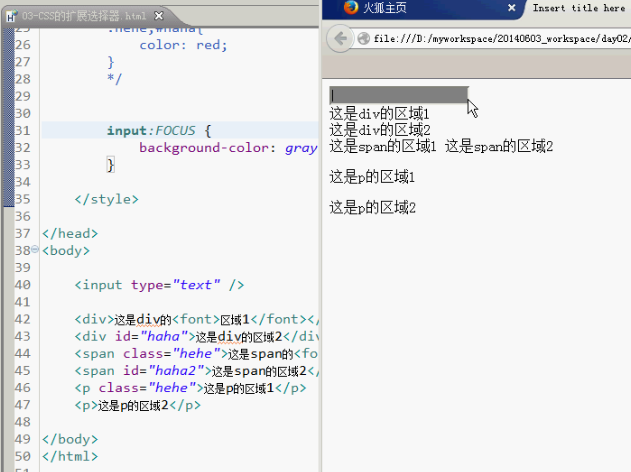 03-CSS的扩展选择器.html
火狐主页
Insert title here
file:///D:/myworkspace/20140603_workspace/day02/
25 .hehe,#haha{
26 color: red;
27 }
28 */
29
30
31 input:FOCUS {
32 background-color: gray
33 }
34
35 </style>
36
37 </head>
38 <body>
39
40 <input type="text" />
41
42 <div>这是div的<font>区域1</font></
43 <div id="haha">这是div的区域2</div
44 <span class="hehe">这是span的<fo
45 <span id="haha2">这是span的区域2</
46 <p class="hehe">这是p的区域1</p>
47 <p>这是p的区域2</p>
48
49 </body>
50 </html>
51
这是div的区域1
这是div的区域2
这是span的区域1 这是span的区域2
这是p的区域1
这是p的区域2